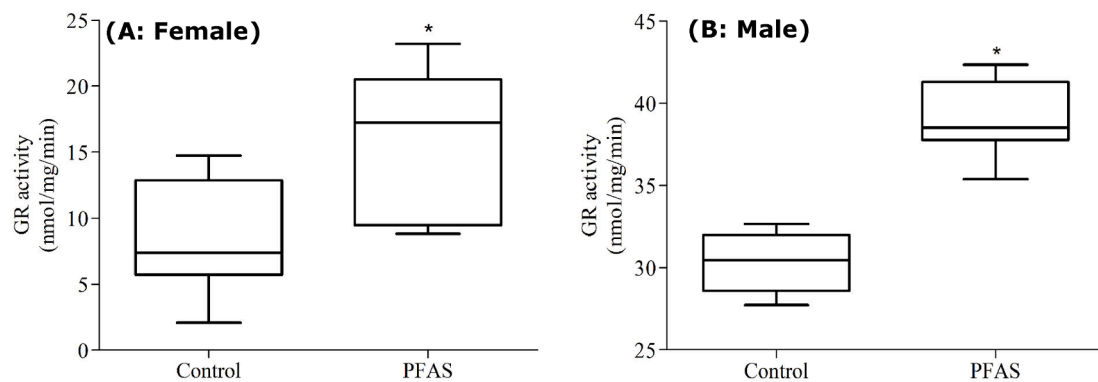 (A: Female)
GR activity
(nmol/mg/min)
25
20
15
10
5
0
*
Control
PFAS
(B: Male)
GR activity
(nmol/mg/min)
45
40
35
30
25
*
Control
PFAS